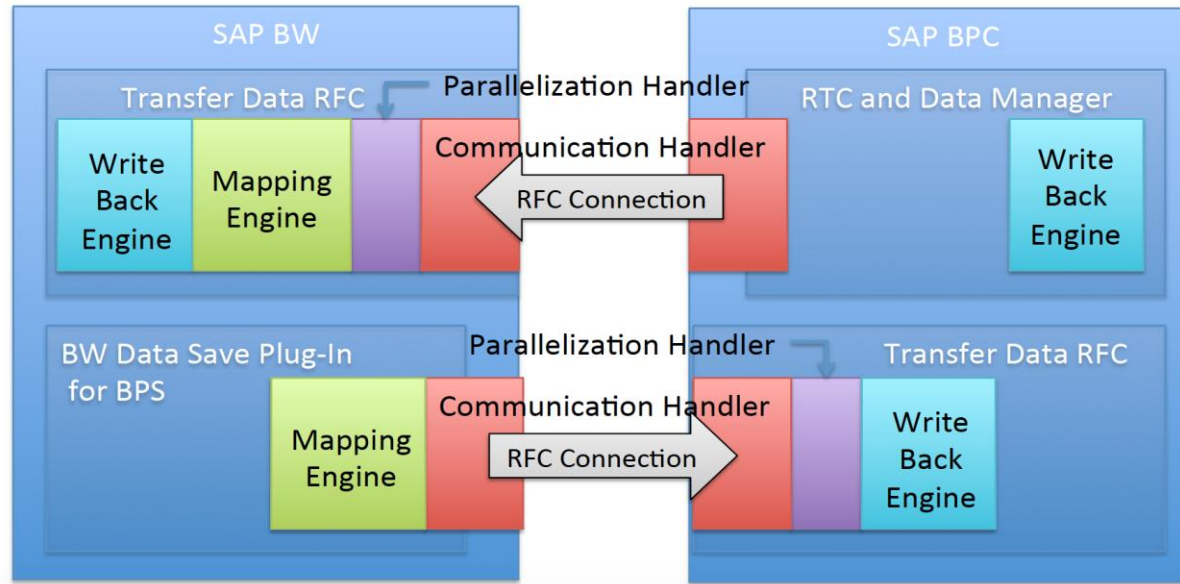 SAP BW
SAP BPC
Transfer Data RFC
Parallelization Handler
RTC and Data Manager
Write
Back
Engine
Mapping
Engine
Communication Handler
RFC Connection
Write
Back
Engine
BW Data Save Plug-In
for BPS
Parallelization Handler
Transfer Data RFC
Mapping
Engine
Communication Handler
RFC Connection
Write
Back
Engine